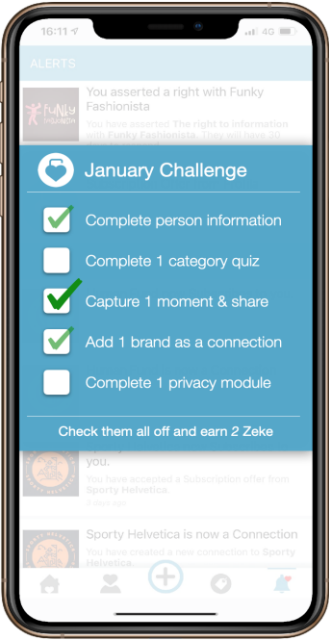 16:11
4G
ALERTS
You asserted a right with Funky
Fashionista
You have asserted The right to information
with Funky Fashionista. They will have 30
FUNKY
January Challenge
Complete person information
Complete 1 category quiz
Capture 1 moment & share
Add 1 brand as a connection
Complete 1 privacy module
Check them all off and earn 2 Zeke
you.
You have accepted a Subscription offer from
Sporty Helvetica.
Sporty Helvetica is now a Connection
You have created a new connection to Sporty
Helvetica.